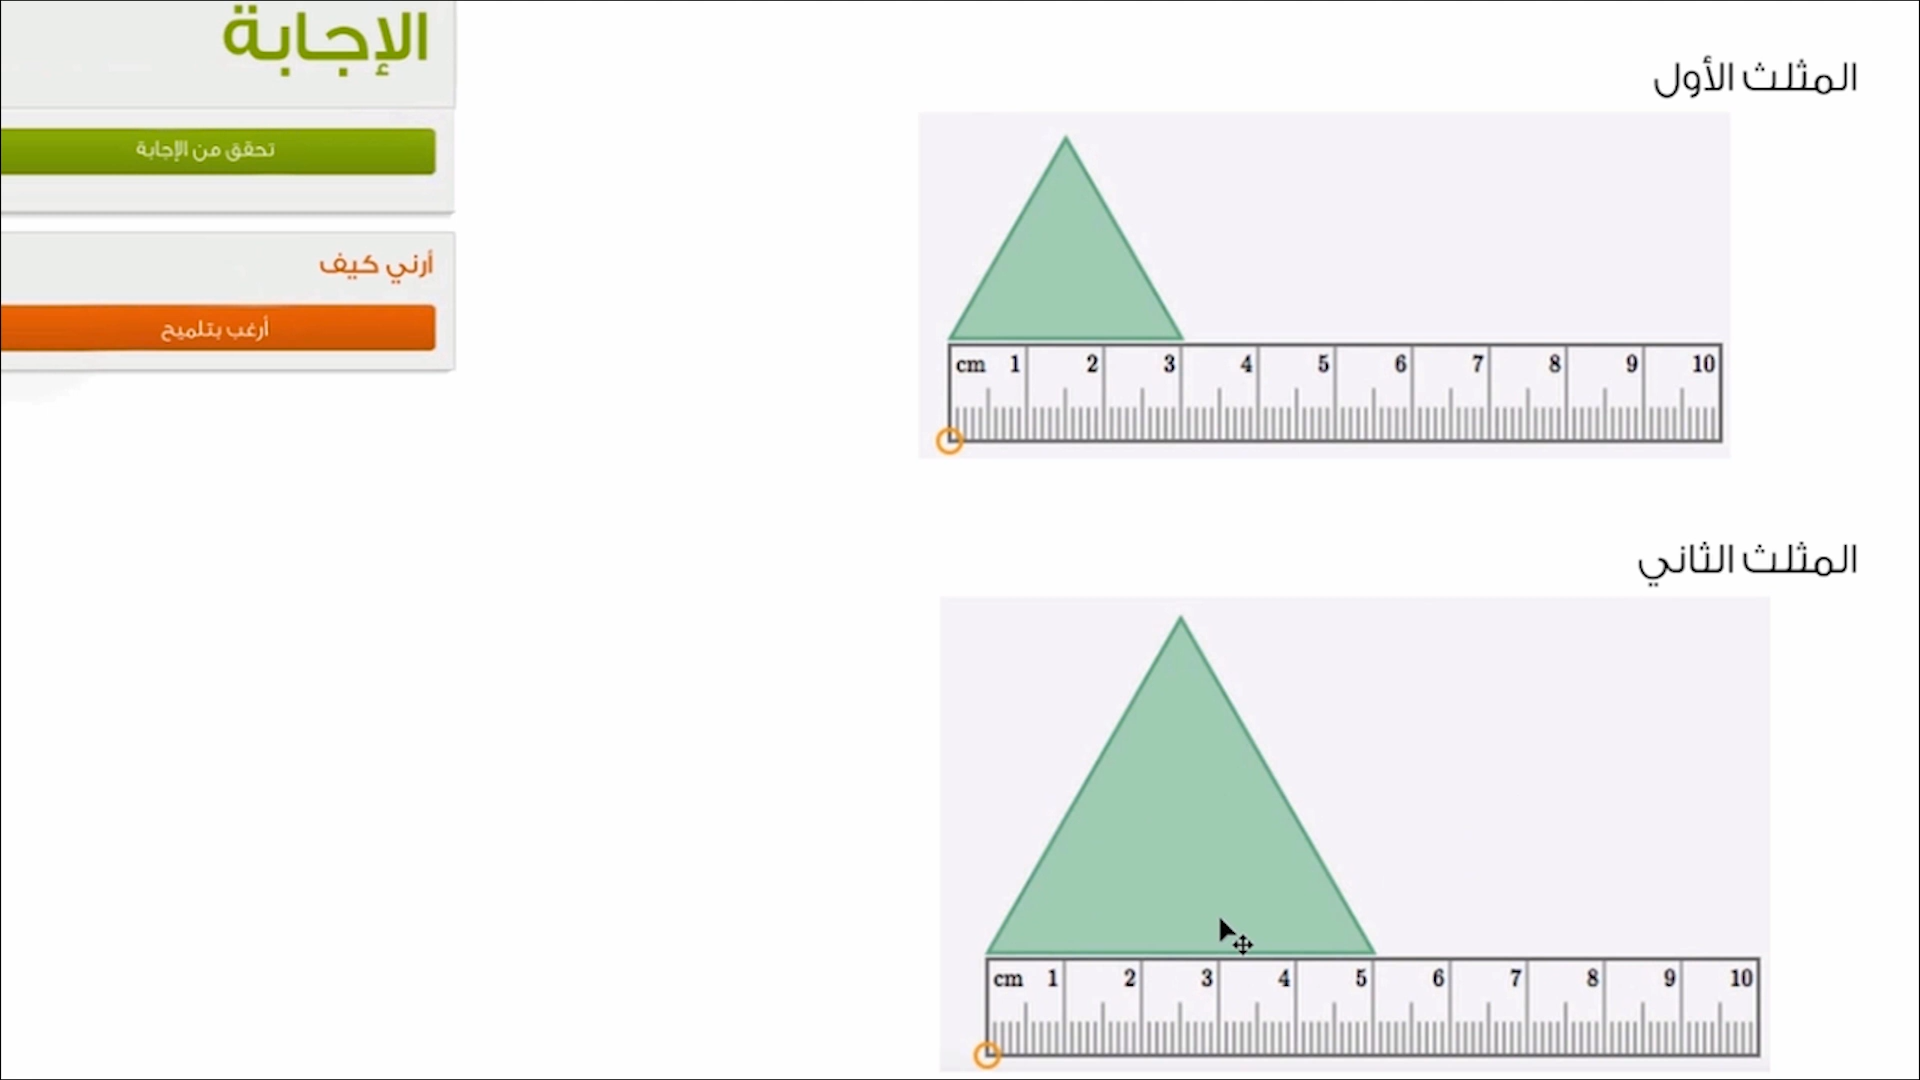 المثلث الأول
cm 1 2 3 4 5 6 7 8 9 10
المثلث الثاني
cm 1 2 3 4 5 6 7 8 9 10
الإجابة
تحقق من الإجابة
أرني كيف
أرغب بتلميح